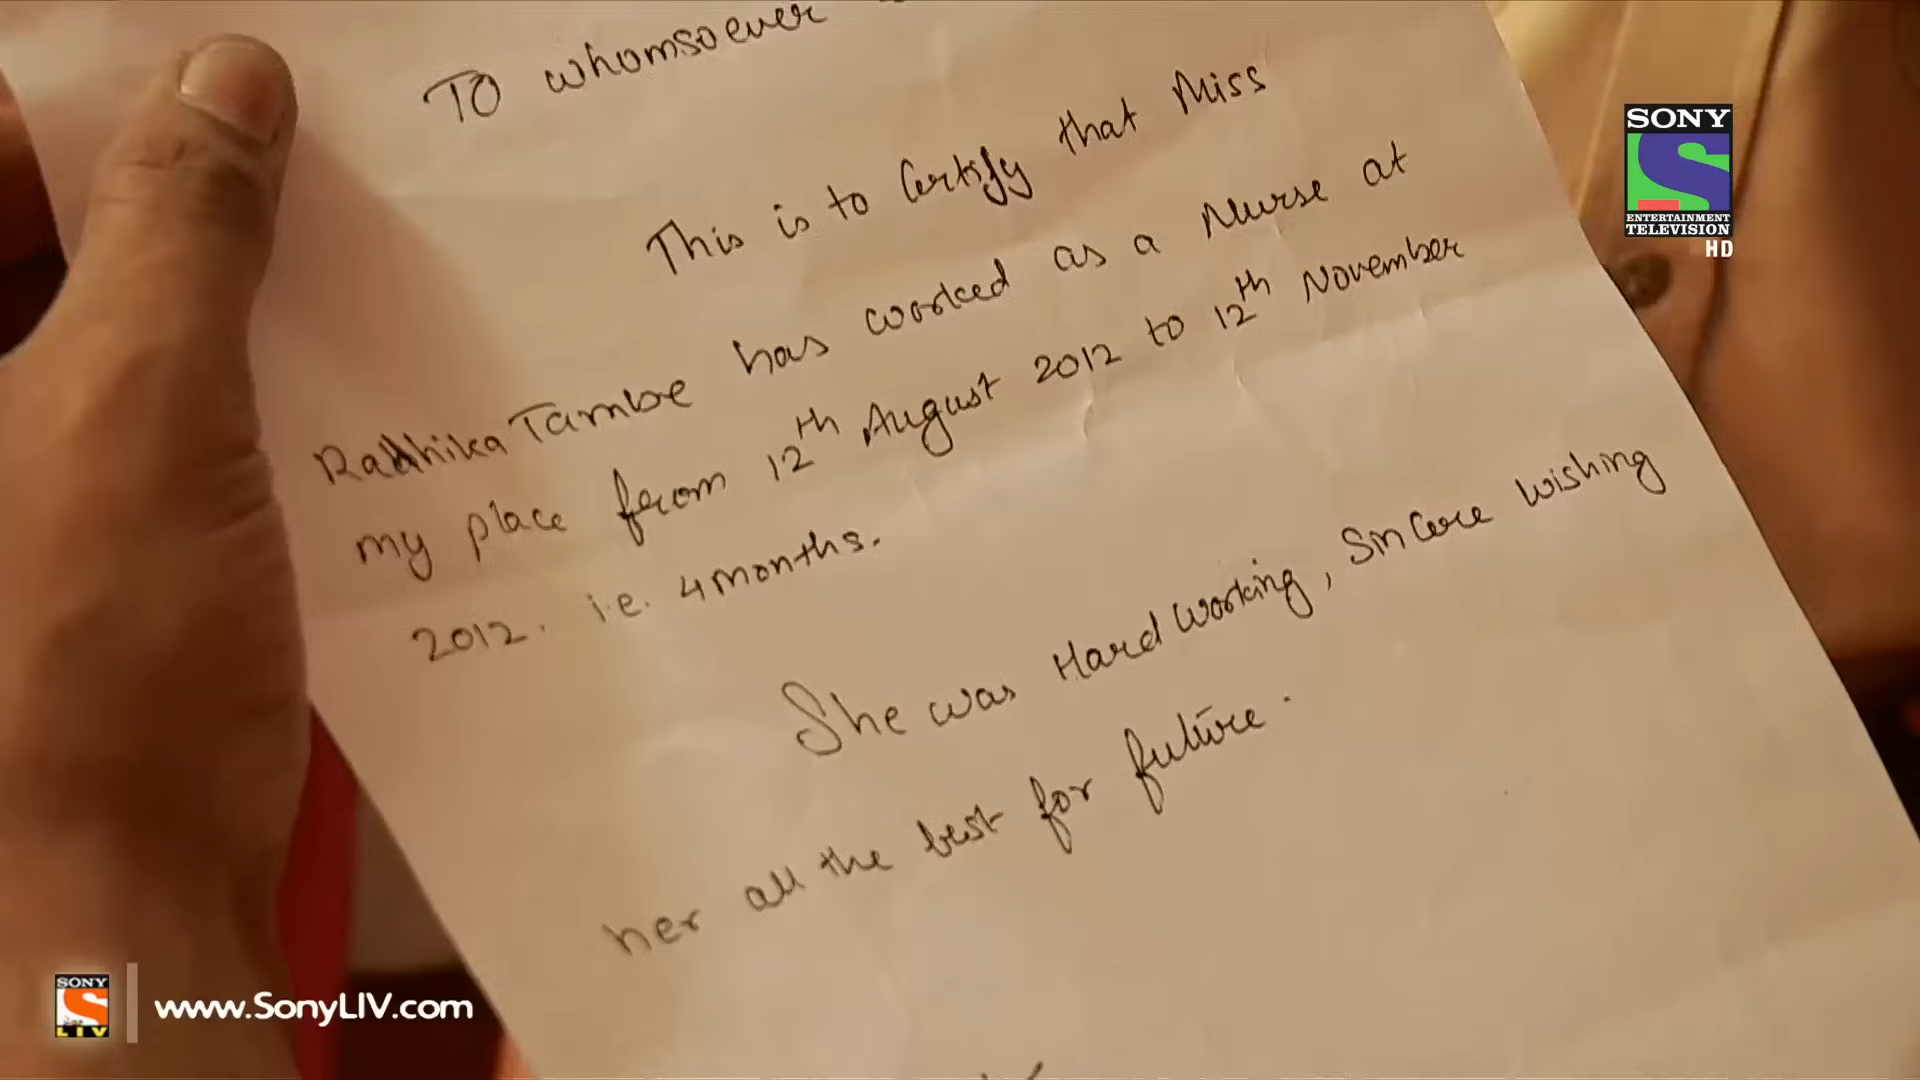 To whomsoever
This is to Certify that Miss
Radhika Tambe has worked as a Nurse at
my place from 12th August 2012 to 12th November
2012. i.e. 4 months.
She was Hard working, Sincere wishing
her all the best for future.
SONY
ENTERTAINMENT
TELEVISION
HD
SONY
LIV
www.SonyLIV.com